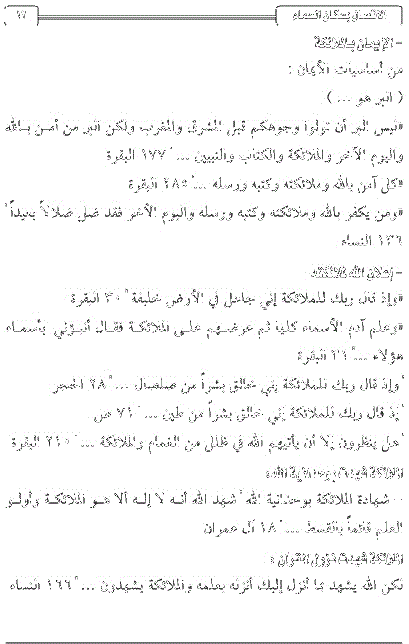 ١٢
الاتصال بسكان السماء
- الإيمان بالملائكة
من أساسيات الأيمان :
( البر هو ... )
«ليس البر أن تولوا وجوهكم قبل المشرق والمغرب ولكن البر من آمن بالله
واليوم الآخر والملائكة والكتاب والنبيين ..." ١٧٧ البقرة
«كل آمن بالله وملائكته وكتبه ورسله ..." ٢٨٥ البقرة
«ومن يكفر بالله وملائكته وكتبه ورسله واليوم الآخر فقد ضل ضلالاً بعيداً"
١٣٦ النساء
- إعلان الله لملائكته
«وإذ قال ربك للملائكة إني جاعل في الأرض خليفة" ٣٠ البقرة
«وعلم آدم الأسماء كلها ثم عرضهم على الملائكة فقال أنبئوني بأسماء
هؤلاء ..." ٣١ البقرة
"وإذ قال ربك للملائكة إني خالق بشراً من صلصال ..." ٢٨ الحجر
"إذ قال ربك للملائكة إني خالق بشراً من طين ..." ٧١ ص
"هل ينظرون إلا أن يأتيهم الله في ظلل من الغمام والملائكة ..." ٢١٠ البقرة
الملائكة شهدت بوحدانية الله:
-- شهادة الملائكة بوحدانية الله "شهد الله أنه لا إله ألا هو الملائكة وأولو
العلم قائماً بالقسط ..." ١٨ آل عمران
الملائكة شهدت نزول القرآن :
لكن الله يشهد بما أنزل إليك أنزله بعلمه والملائكة يشهدون ..." ١٦٦ النساء